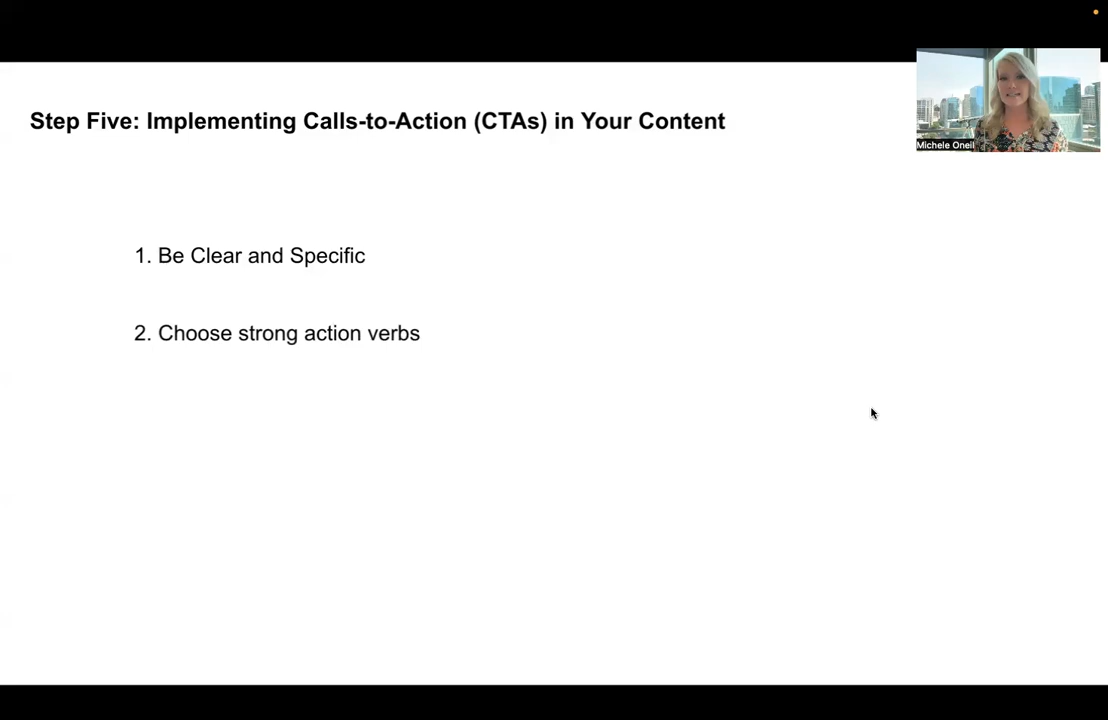 Step Five: Implementing Calls-to-Action (CTAs) in Your Content
Michele Oneil
1. Be Clear and Specific
2. Choose strong action verbs